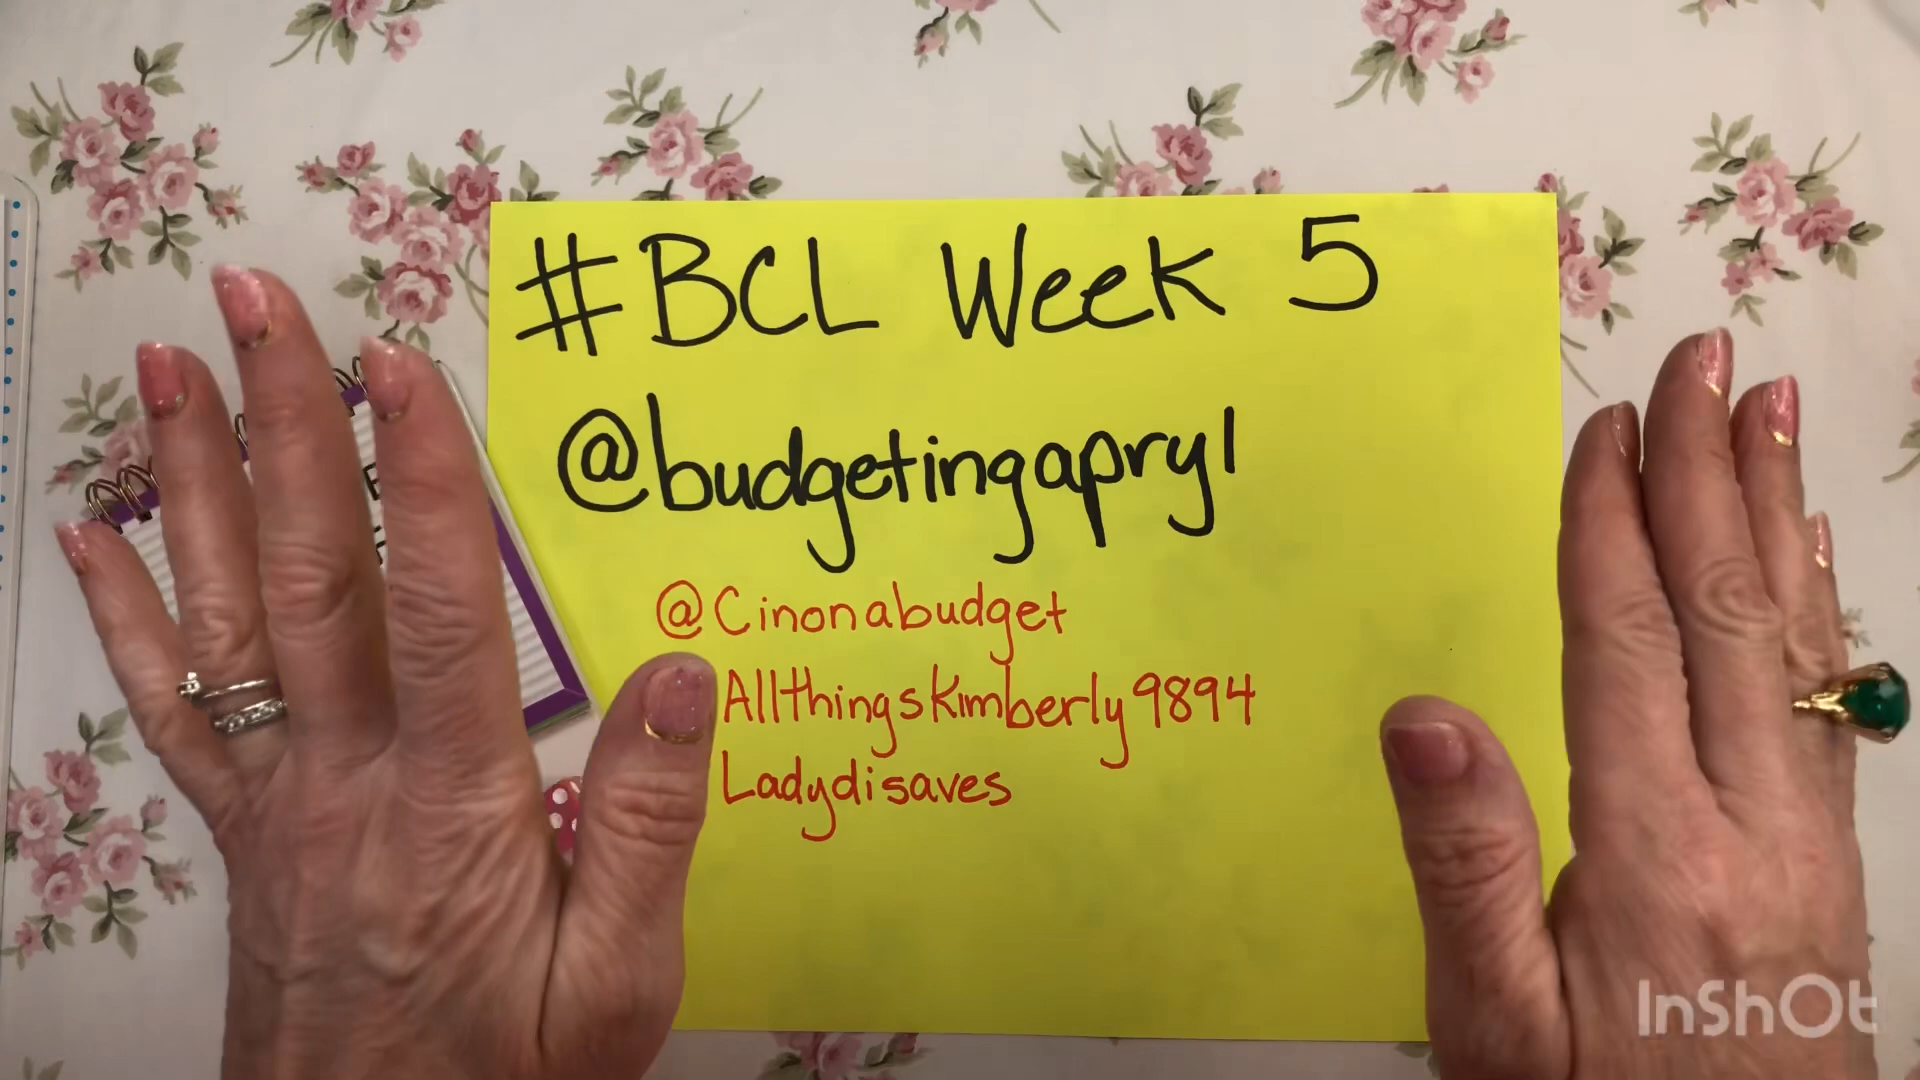 #BCL Week 5
@budgetingapryl
@Cinonabudget
AllthingsKimberly9894
Ladydisaves
InShOt